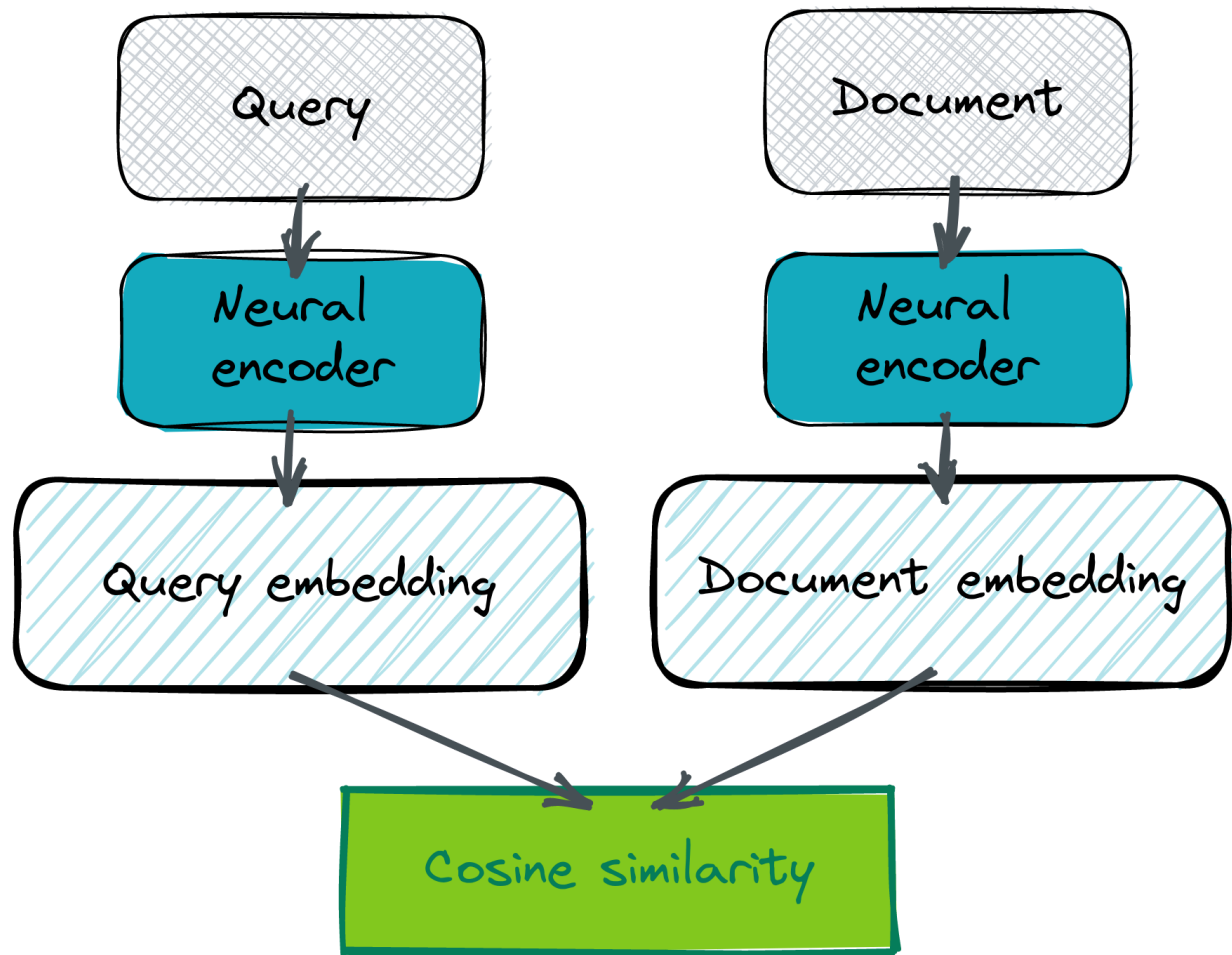 Query
Document
Neural
encoder
Neural
encoder
Query embedding
Document embedding
Cosine similarity